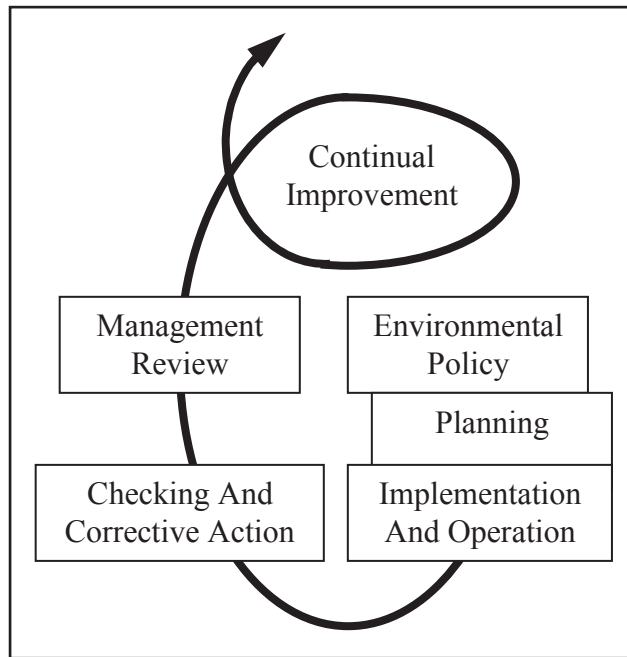 Continual
Improvement
Management
Review
Environmental
Policy
Planning
Checking And
Corrective Action
Implementation
And Operation